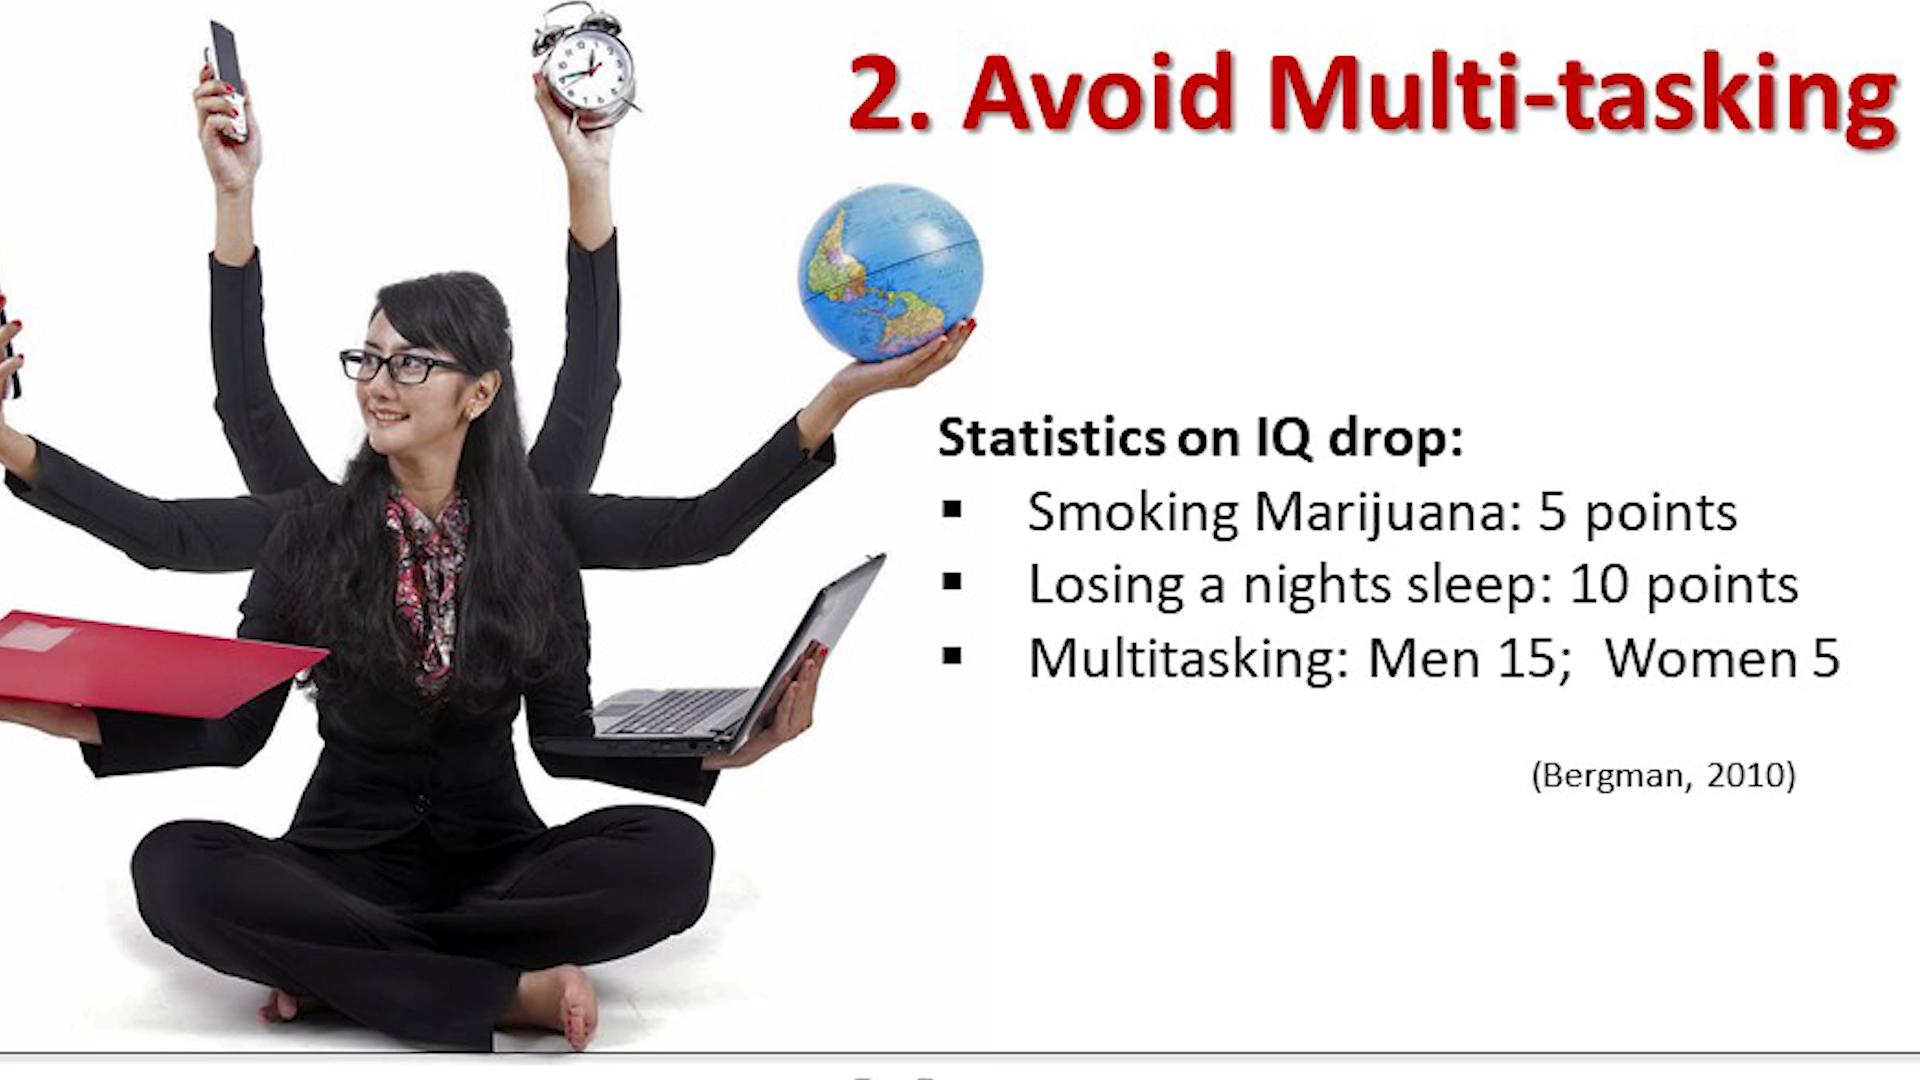 2. Avoid Multi-tasking
Statistics on IQ drop:
▪ Smoking Marijuana: 5 points
▪ Losing a nights sleep: 10 points
▪ Multitasking: Men 15; Women 5
(Bergman, 2010)